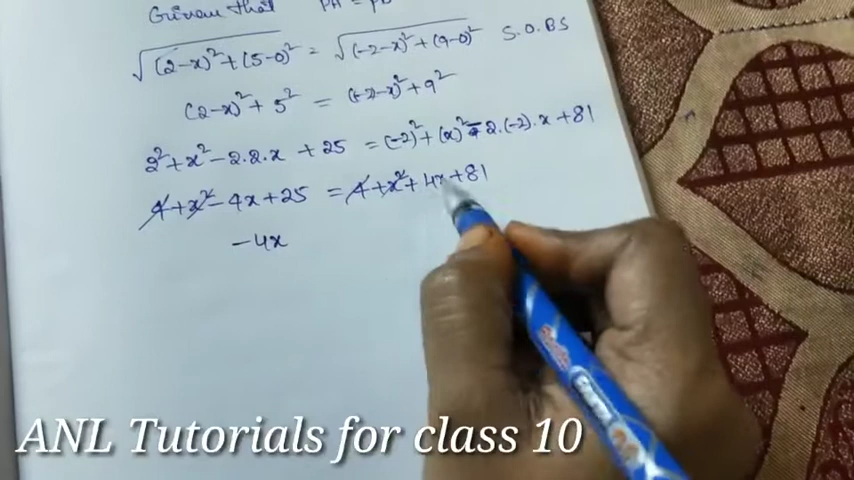 Given that PA = PB
√(2-x)²+(5-0)² = √(-2-x)²+(9-0)² S.O.BS
(2-x)²+5² = (-2-x)²+9²
2²+x²-2.2.x +25 =(-2)²+(x)²-2.(-2).x +81
4+x²-4x+25 =4+x²+4x+81
-4x
ANL Tutorials for class 10